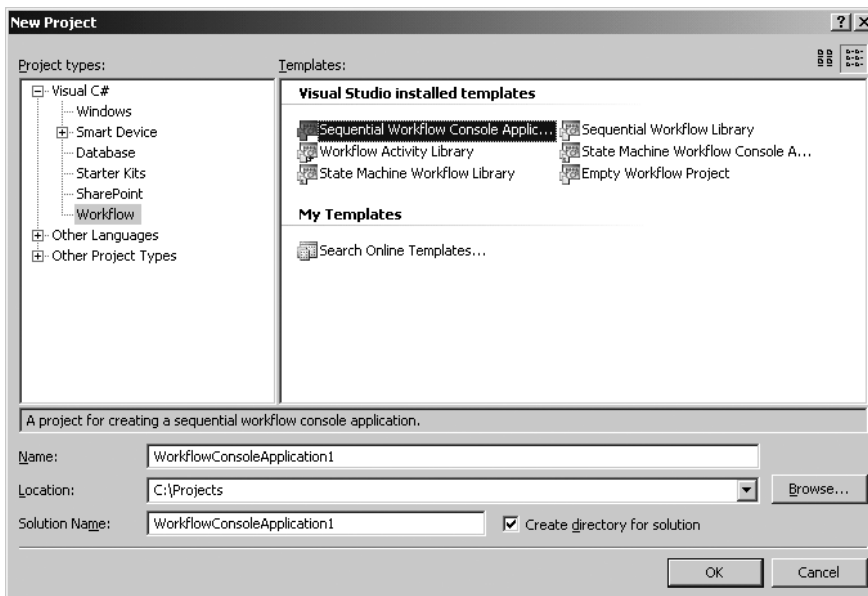 New Project
Project types:
Templates:
Visual C#
Windows
Smart Device
Database
Starter Kits
SharePoint
Workflow
Other Languages
Other Project Types
Visual Studio installed templates
Sequential Workflow Console Applic... Sequential Workflow Library
Workflow Activity Library State Machine Workflow Console A...
State Machine Workflow Library Empty Workflow Project
My Templates
Search Online Templates...
A project for creating a sequential workflow console application.
Name: WorkflowConsoleApplication1
Location: C:\Projects Browse...
Solution Name: WorkflowConsoleApplication1 Create directory for solution
OK Cancel